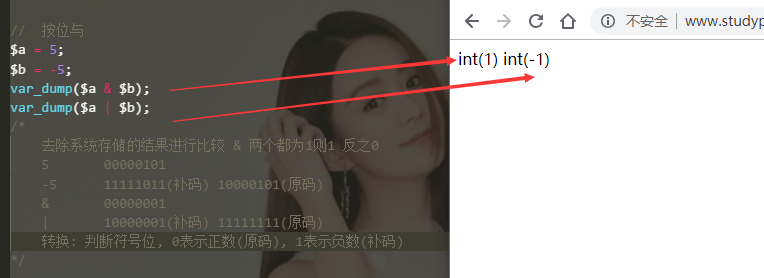 //  按位与
$a = 5;
$b = -5;
var_dump($a & $b);
var_dump($a | $b);
/*
去除系统存储的结果进行比较 & 两个都为1则1 反之0
5 00000101
-5 11111011(补码) 10000101(原码)
& 00000001
| 10000001(补码) 11111111(原码)
转换: 判断符号位, 0表示正数(原码), 1表示负数(补码)
*/
不安全 | www.studyp
int(1) int(-1)